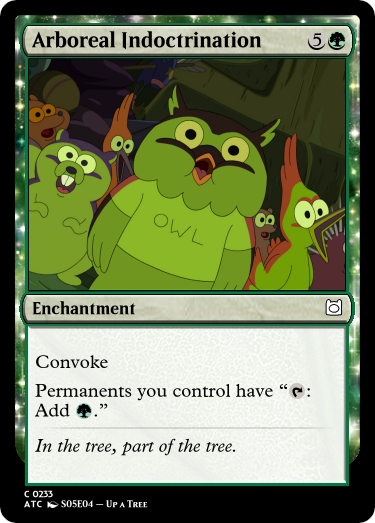 Arboreal Indoctrination 5
OWL
Enchantment
Convoke
Permanents you control have “:
Add .”
In the tree, part of the tree.
C 0233
ATC S05E04 – Up a Tree